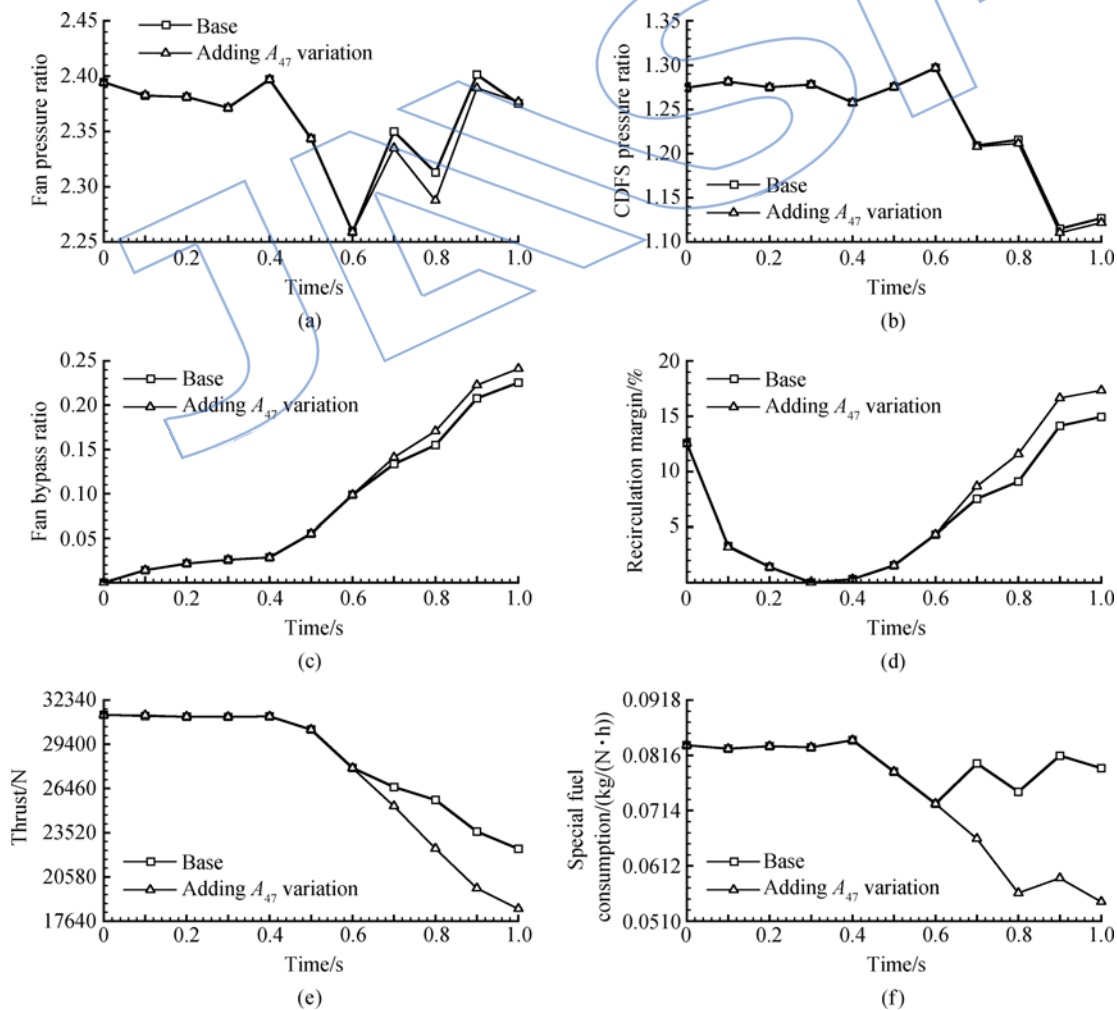 2.45
2.40
2.35
2.30
2.25
Fan pressure ratio
Base
Adding A47 variation
0 0.2 0.4 0.6 0.8 1.0
Time/s
(a)
1.35
1.30
1.25
1.20
1.15
1.10
CDFS pressure ratio
Base
Adding A47 variation
0 0.2 0.4 0.6 0.8 1.0
Time/s
(b)
0.25
0.20
0.15
0.10
0.05
Fan bypass ratio
Base
Adding A47 variation
0 0.2 0.4 0.6 0.8 1.0
Time/s
(c)
20
15
10
5
Recirculation margin/%
Base
Adding A47 variation
0 0.2 0.4 0.6 0.8 1.0
Time/s
(d)
32340
29400
26460
23520
20580
17640
Thrust/N
Base
Adding A47 variation
0 0.2 0.4 0.6 0.8 1.0
Time/s
(e)
0.0918
0.0816
0.0714
0.0612
0.0510
Special fuel
consumption/(kg/(N·h))
Base
Adding A47 variation
0 0.2 0.4 0.6 0.8 1.0
Time/s
(f)